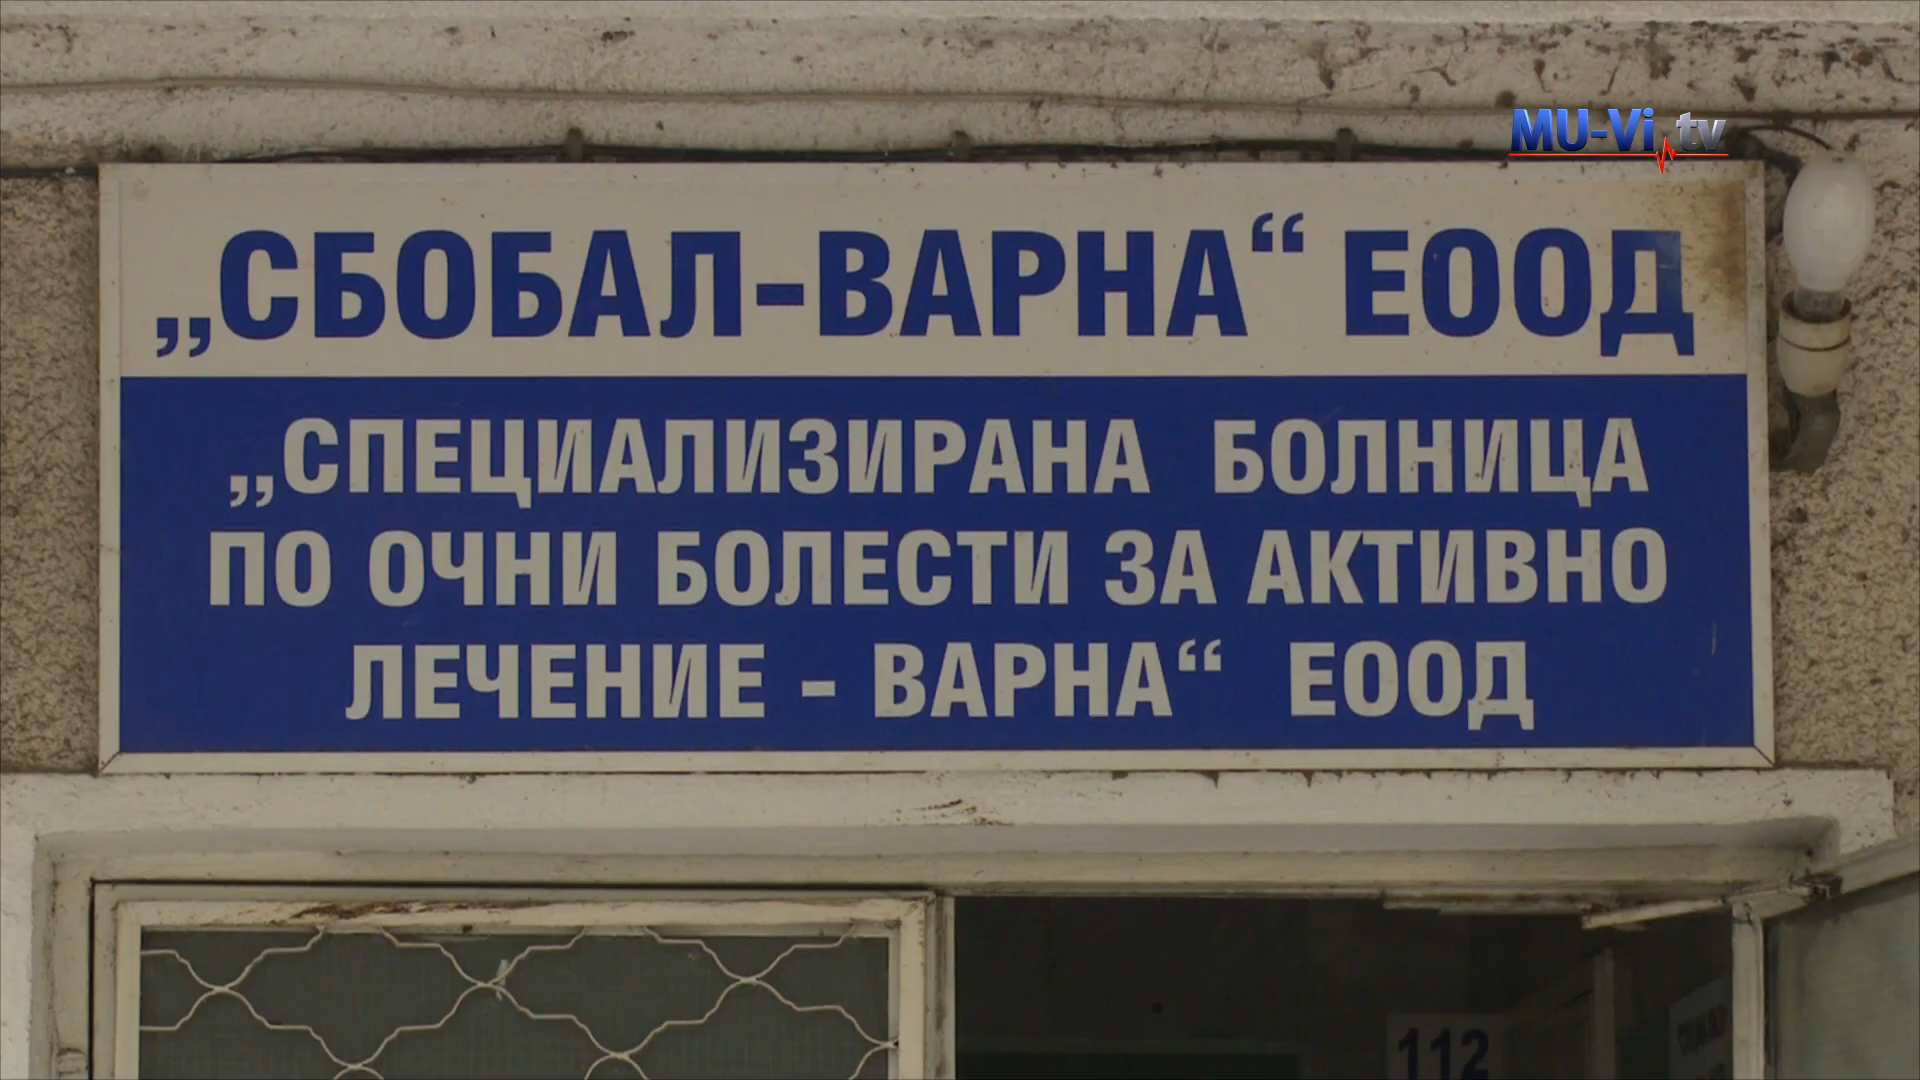 MU-Vi.tv
„СБОБАЛ-ВАРНА“ ЕООД
„СПЕЦИАЛИЗИРАНА БОЛНИЦА
ПО ОЧНИ БОЛЕСТИ ЗА АКТИВНО
ЛЕЧЕНИЕ - ВАРНА“ ЕООД
112